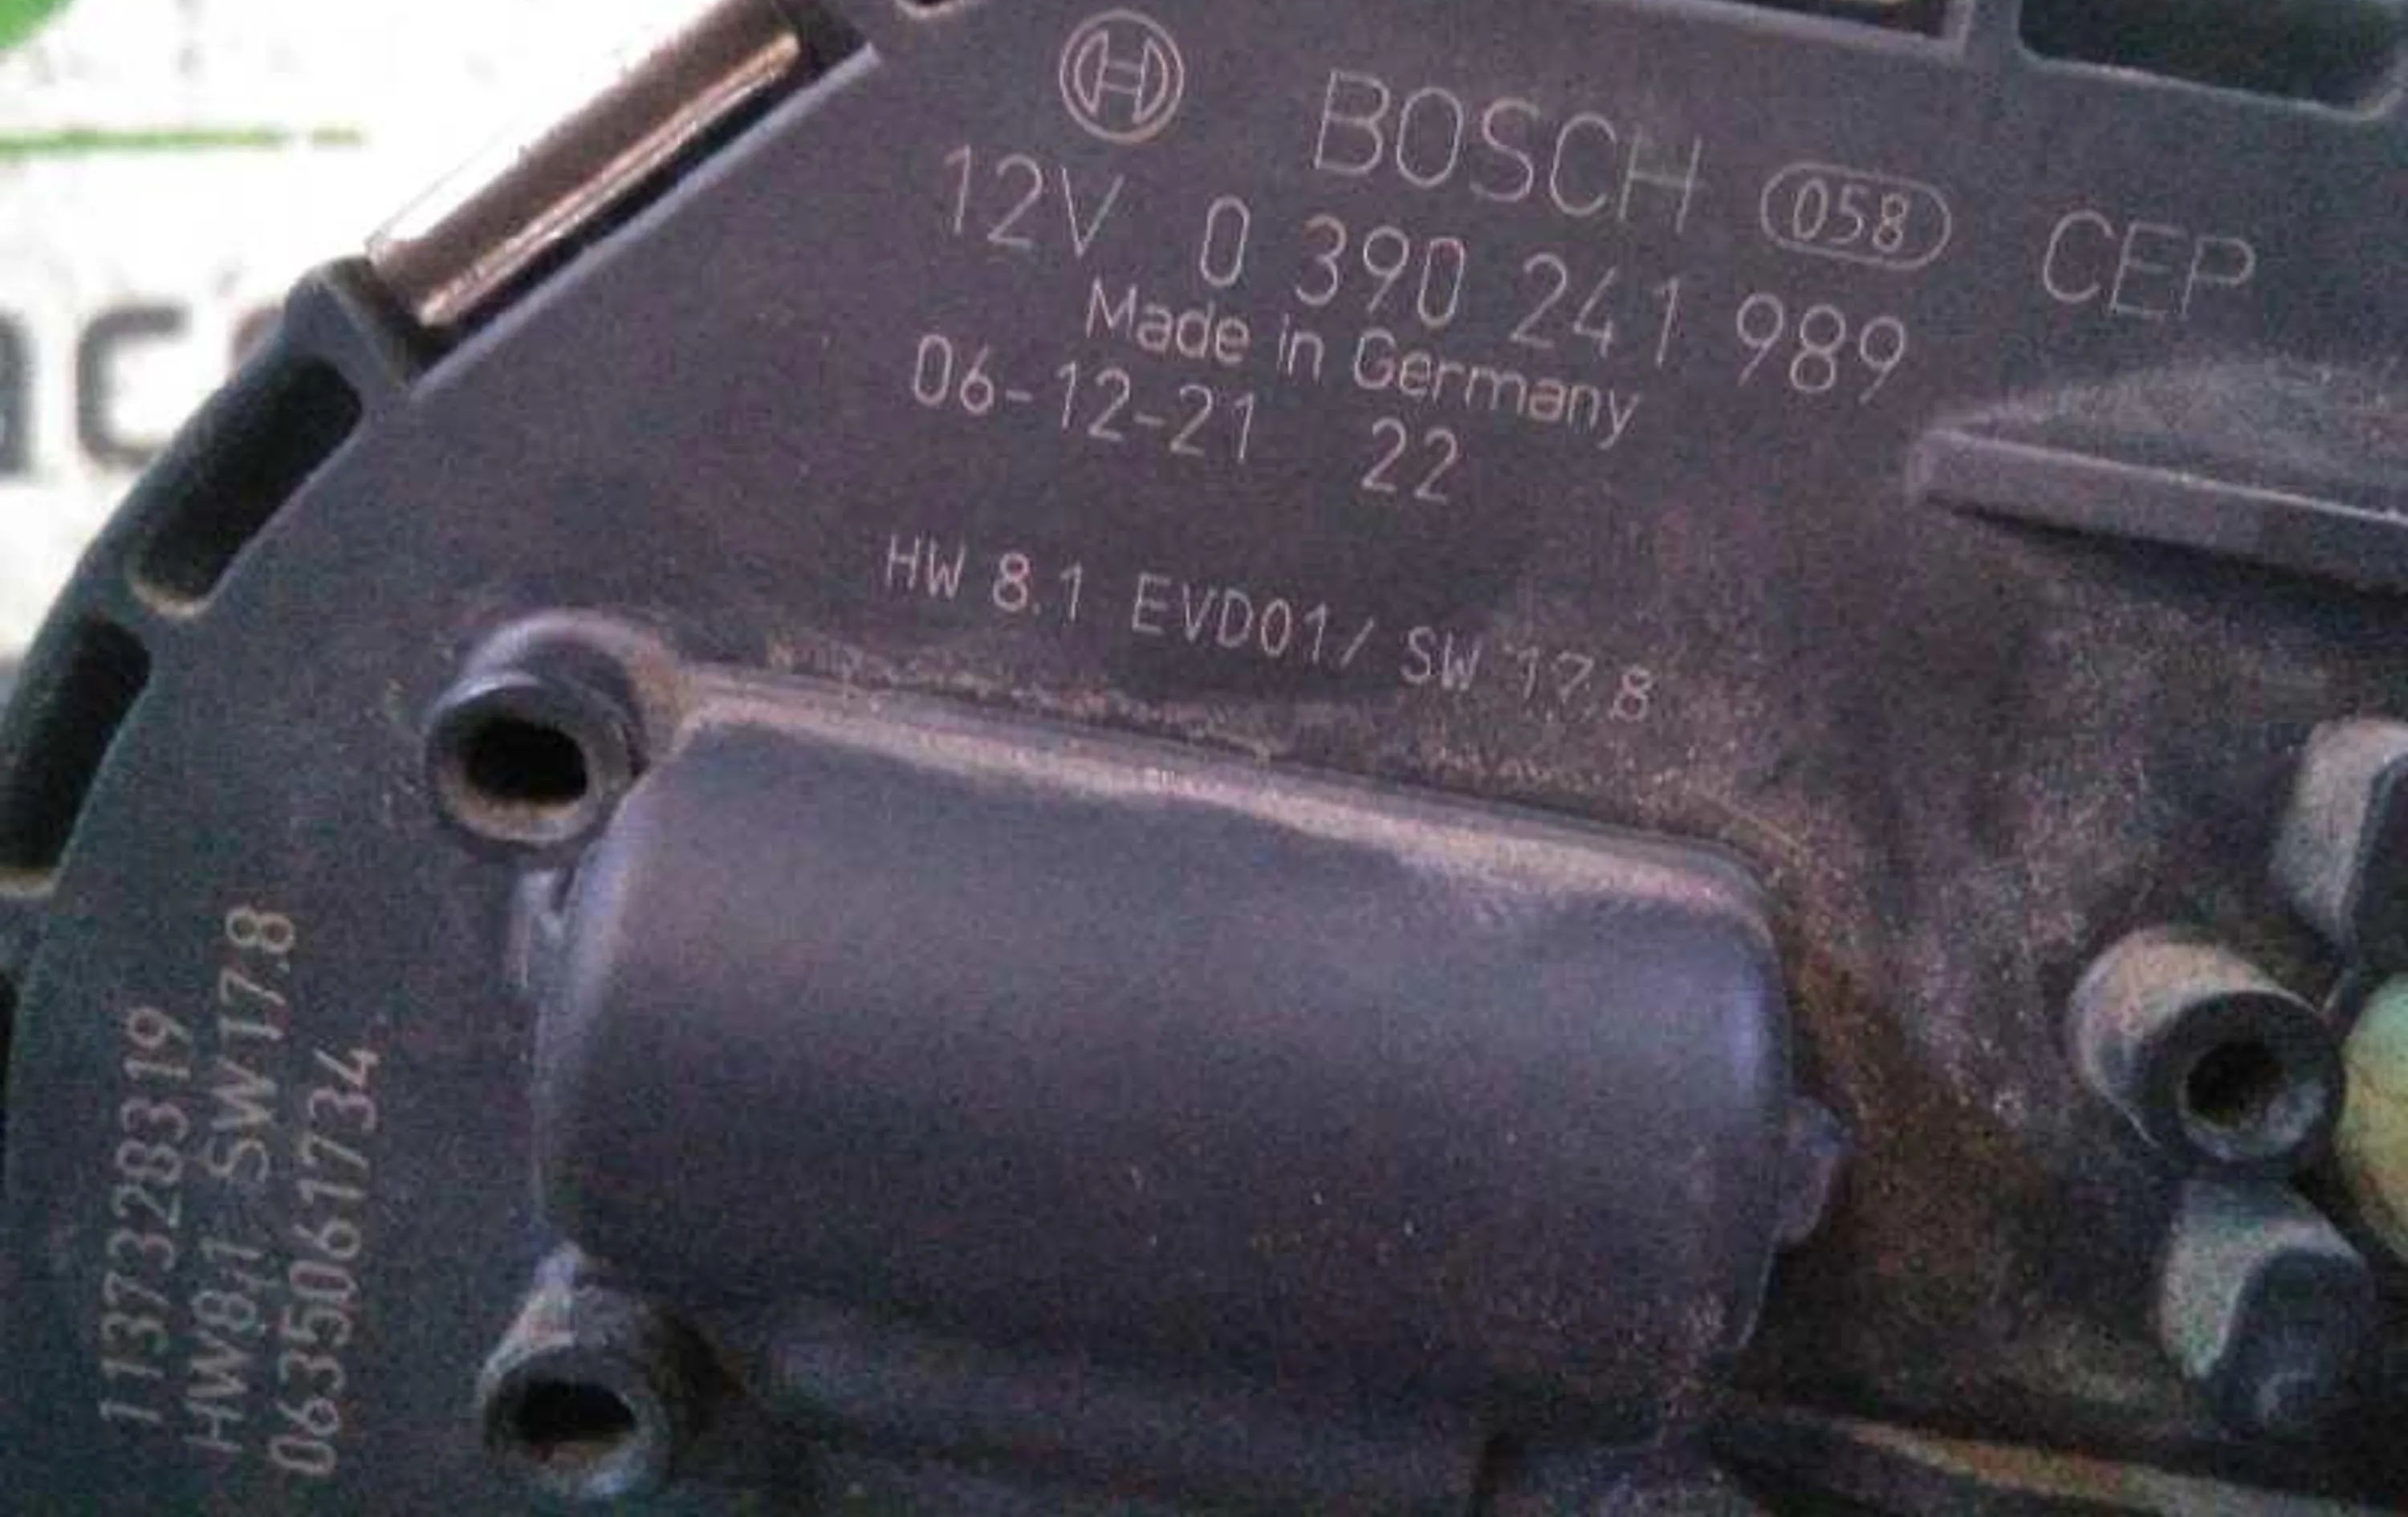 BOSCH 058 CEP
12V 0 390 241 989
Made in Germany
06-12-21 22
HW 8.1 EVD01/ SW 17.8
1137328319
HW8.1 SW17.8
0635061734